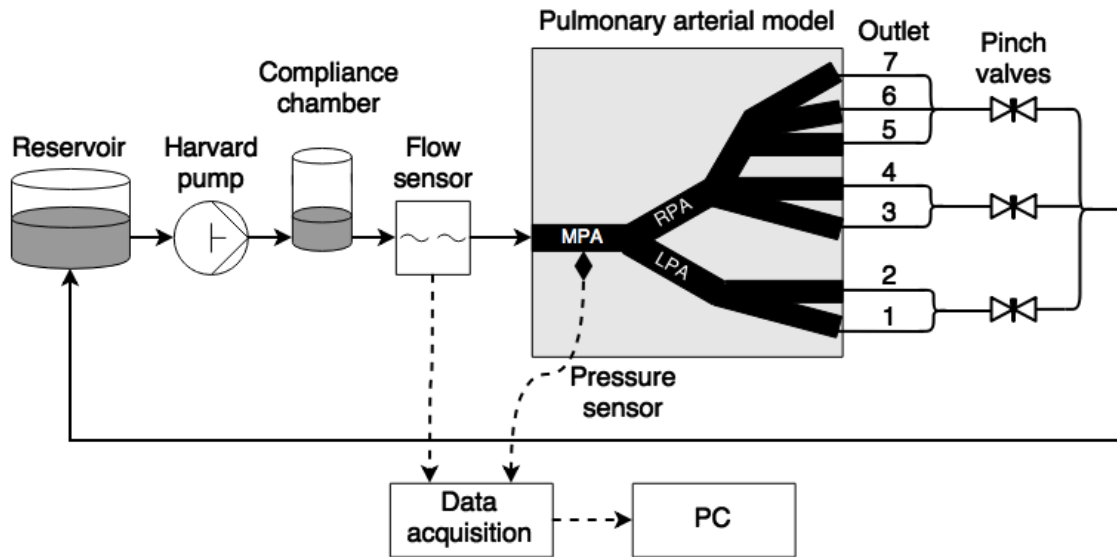 Pulmonary arterial model
Outlet
Pinch
valves
Compliance
chamber
Reservoir
Harvard
pump
Flow
sensor
7
6
5
4
3
2
1
MPA
RPA
LPA
Pressure
sensor
Data
acquisition
PC